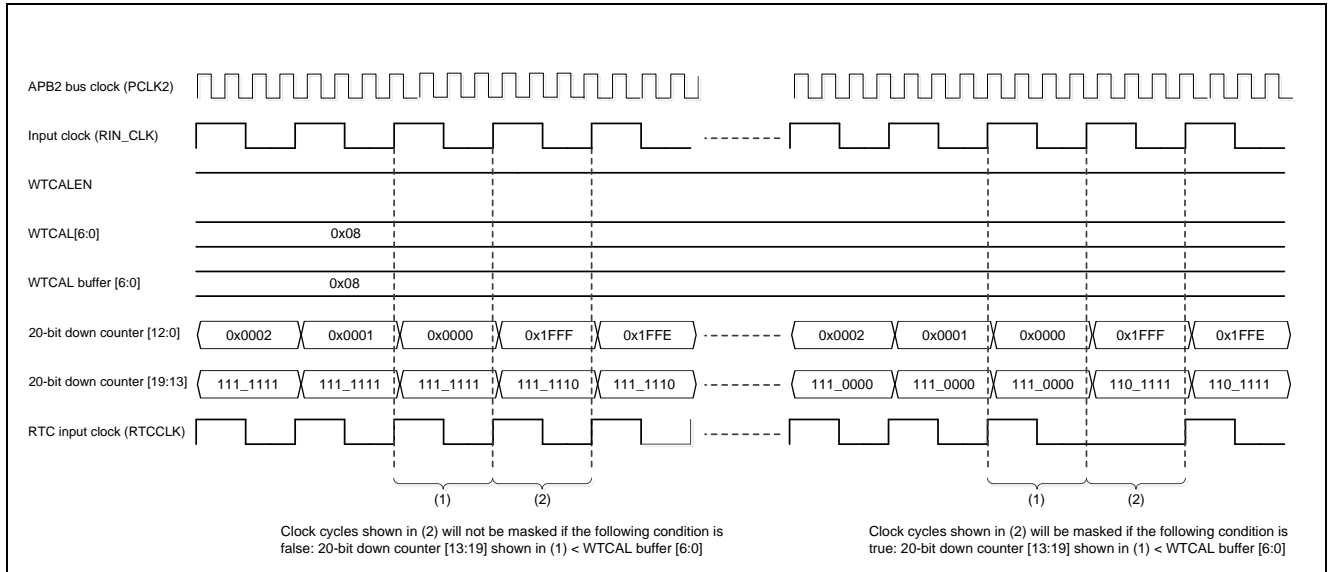 APB2 bus clock (PCLK2)
Input clock (RIN_CLK)
WTCALEN
WTCAL[6:0] 0x08
WTCAL buffer [6:0] 0x08
20-bit down counter [12:0] 0x0002 0x0001 0x0000 0x1FFF 0x1FFE 0x0002 0x0001 0x0000 0x1FFF 0x1FFE
20-bit down counter [19:13] 111_1111 111_1111 111_1111 111_1110 111_1110 111_0000 111_0000 111_0000 110_1111 110_1111
RTC input clock (RTCCLK)
(1) (2) (1) (2)
Clock cycles shown in (2) will not be masked if the following condition is
false: 20-bit down counter [13:19] shown in (1) < WTCAL buffer [6:0]
Clock cycles shown in (2) will be masked if the following condition is
true: 20-bit down counter [13:19] shown in (1) < WTCAL buffer [6:0]